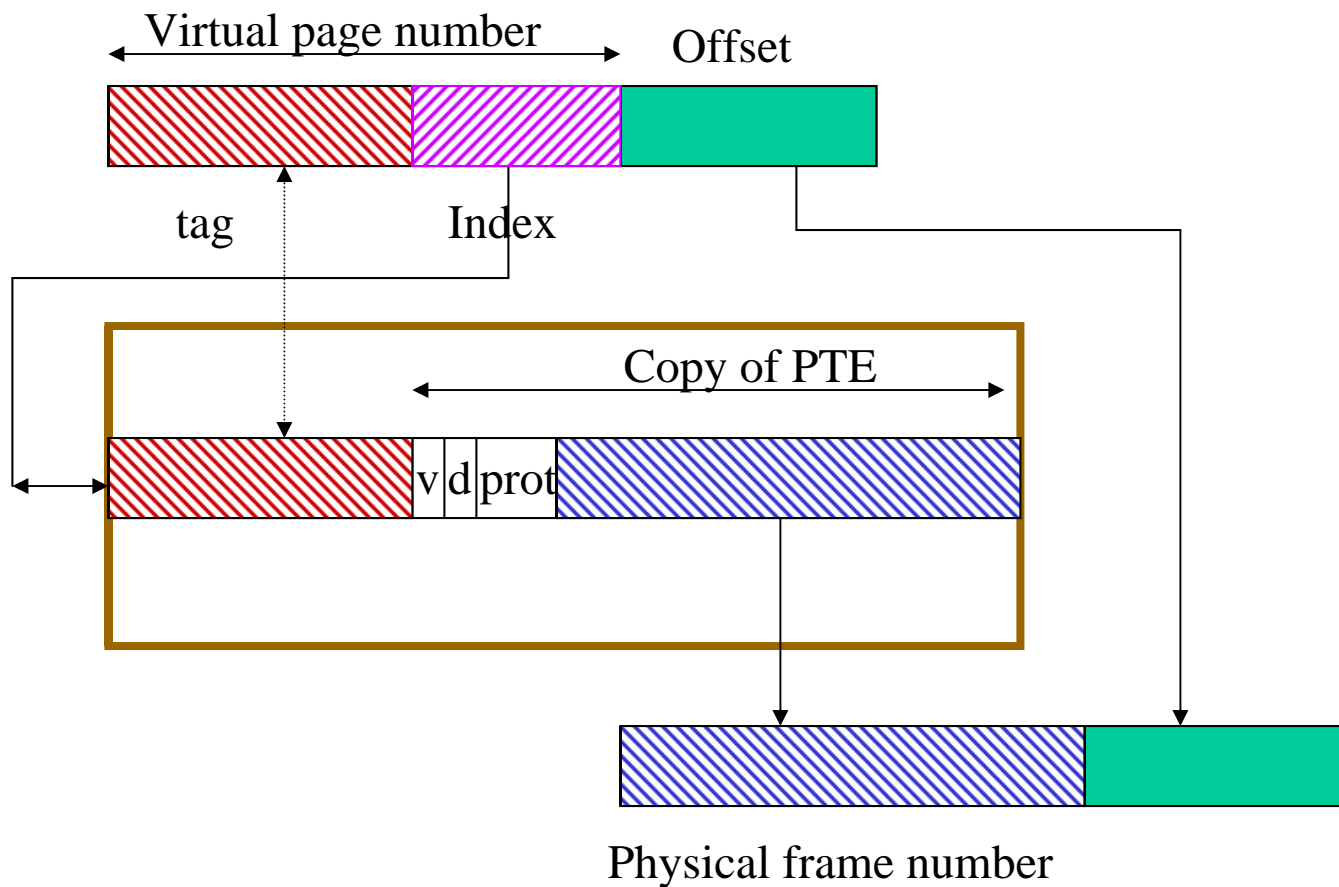 Virtual page number
Offset
tag
Index
Copy of PTE
v d prot
Physical frame number